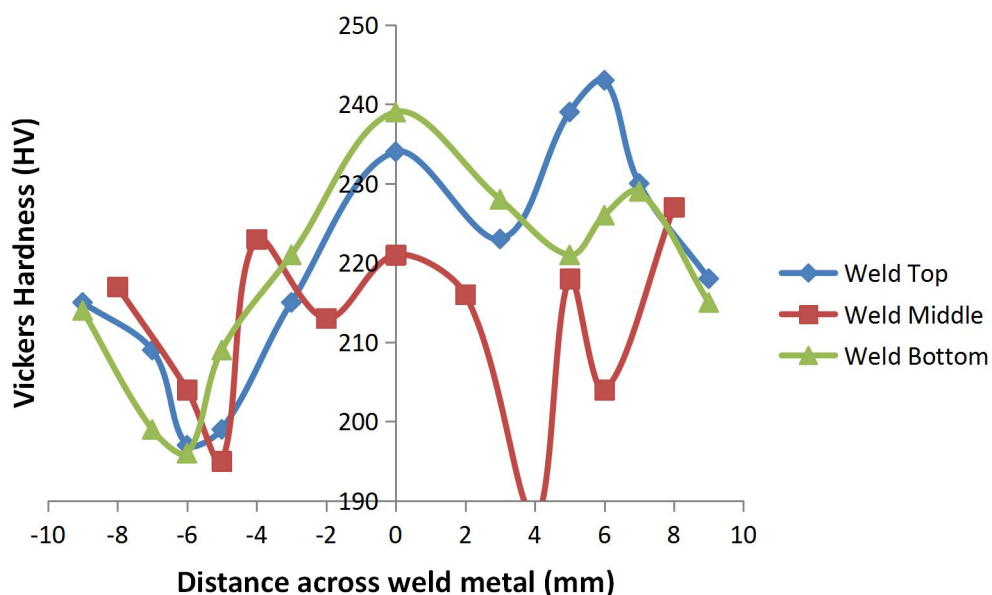 250
240
230
220
210
200
190
-10 -8 -6 -4 -2 0 2 4 6 8 10
Vickers Hardness (HV)
Distance across weld metal (mm)
Weld Top
Weld Middle
Weld Bottom